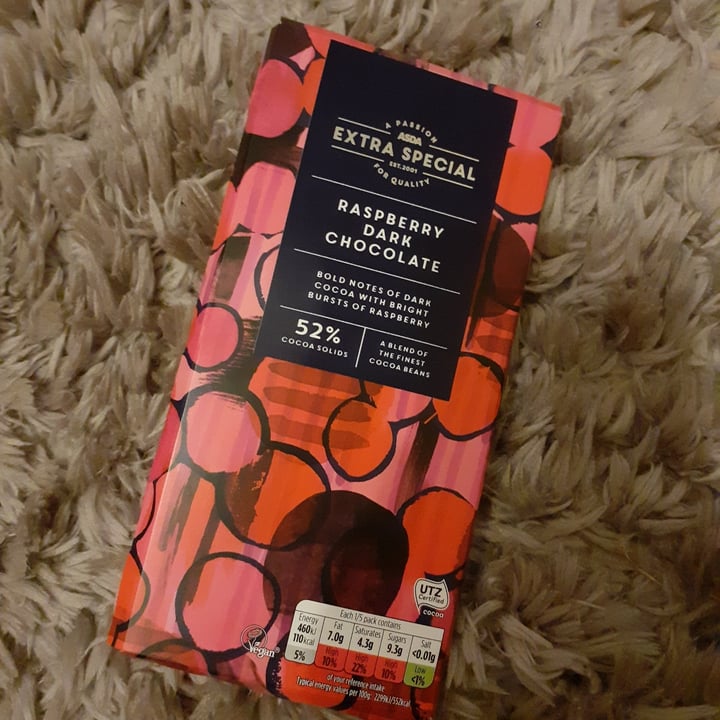 A PASSION
ASDA
EXTRA SPECIAL
EST.2001
FOR QUALITY
RASPBERRY
DARK
CHOCOLATE
BOLD NOTES OF DARK
COCOA WITH BRIGHT
BURSTS OF RASPBERRY
52%
COCOA SOLIDS
A BLEND OF
THE FINEST
COCOA BEANS
UTZ
Certified
cocoa
Vegan
Each 1/5 pack contains
Energy Fat Saturates Sugars Salt
460kJ 7.0g 4.3g 9.3g <0.01g
110kcal
High High High Low
5% 10% 22% 10% <1%
of your reference intake
Typical energy values per 100g: 2299kJ/552kcal